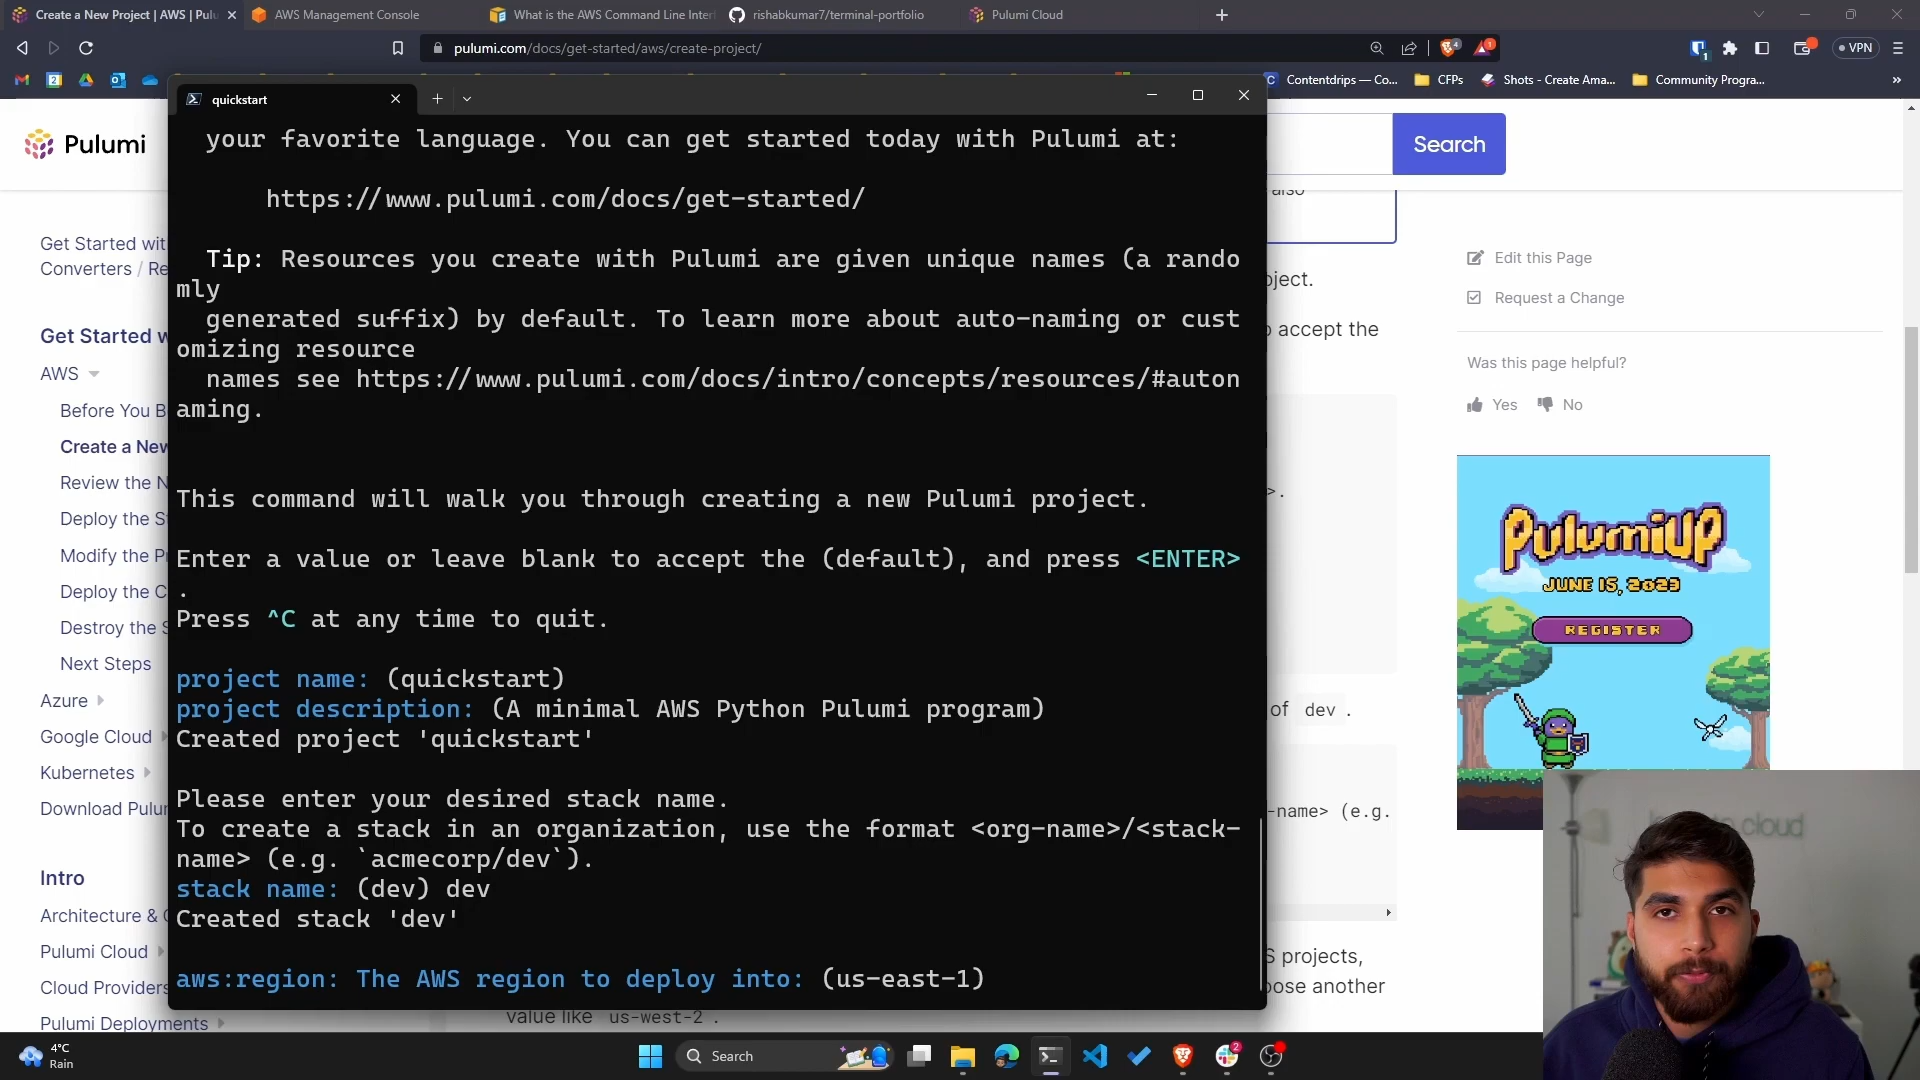 Create a New Project | AWS | Pulu
AWS Management Console
What is the AWS Command Line Inter
rishabkumar7/terminal-portfolio
Pulumi Cloud
pulumi.com/docs/get-started/aws/create-project/
VPN
Contentdrips — Co...
CFPs
Shots - Create Ama...
Community Progra...
quickstart
Pulumi
Search
your favorite language. You can get started today with Pulumi at:
https://www.pulumi.com/docs/get-started/
Tip: Resources you create with Pulumi are given unique names (a rando
mly
generated suffix) by default. To learn more about auto-naming or cust
omizing resource
names see https://www.pulumi.com/docs/intro/concepts/resources/#auton
aming.
This command will walk you through creating a new Pulumi project.
Enter a value or leave blank to accept the (default), and press <ENTER>
.
Press ^C at any time to quit.
project name: (quickstart)
project description: (A minimal AWS Python Pulumi program)
Created project 'quickstart'
Please enter your desired stack name.
To create a stack in an organization, use the format <org-name>/<stack-
name> (e.g. `acmecorp/dev`).
stack name: (dev) dev
Created stack 'dev'
aws:region: The AWS region to deploy into: (us-east-1)
Get Started wit
Converters / Re
Get Started w
AWS
Before You B
Create a New
Review the N
Deploy the S
Modify the P
Deploy the C
Destroy the S
Next Steps
Azure
Google Cloud
Kubernetes
Download Pulu
Intro
Architecture & C
Pulumi Cloud
Cloud Providers
Pulumi Deployments
also
oject.
o accept the
>.
of dev .
-name> (e.g.
S projects,
oose another
value like us-west-2 .
Edit this Page
Request a Change
Was this page helpful?
Yes
No
PulumiUP
JUNE 15, 2023
REGISTER
cloud
4°C
Rain
Search
2